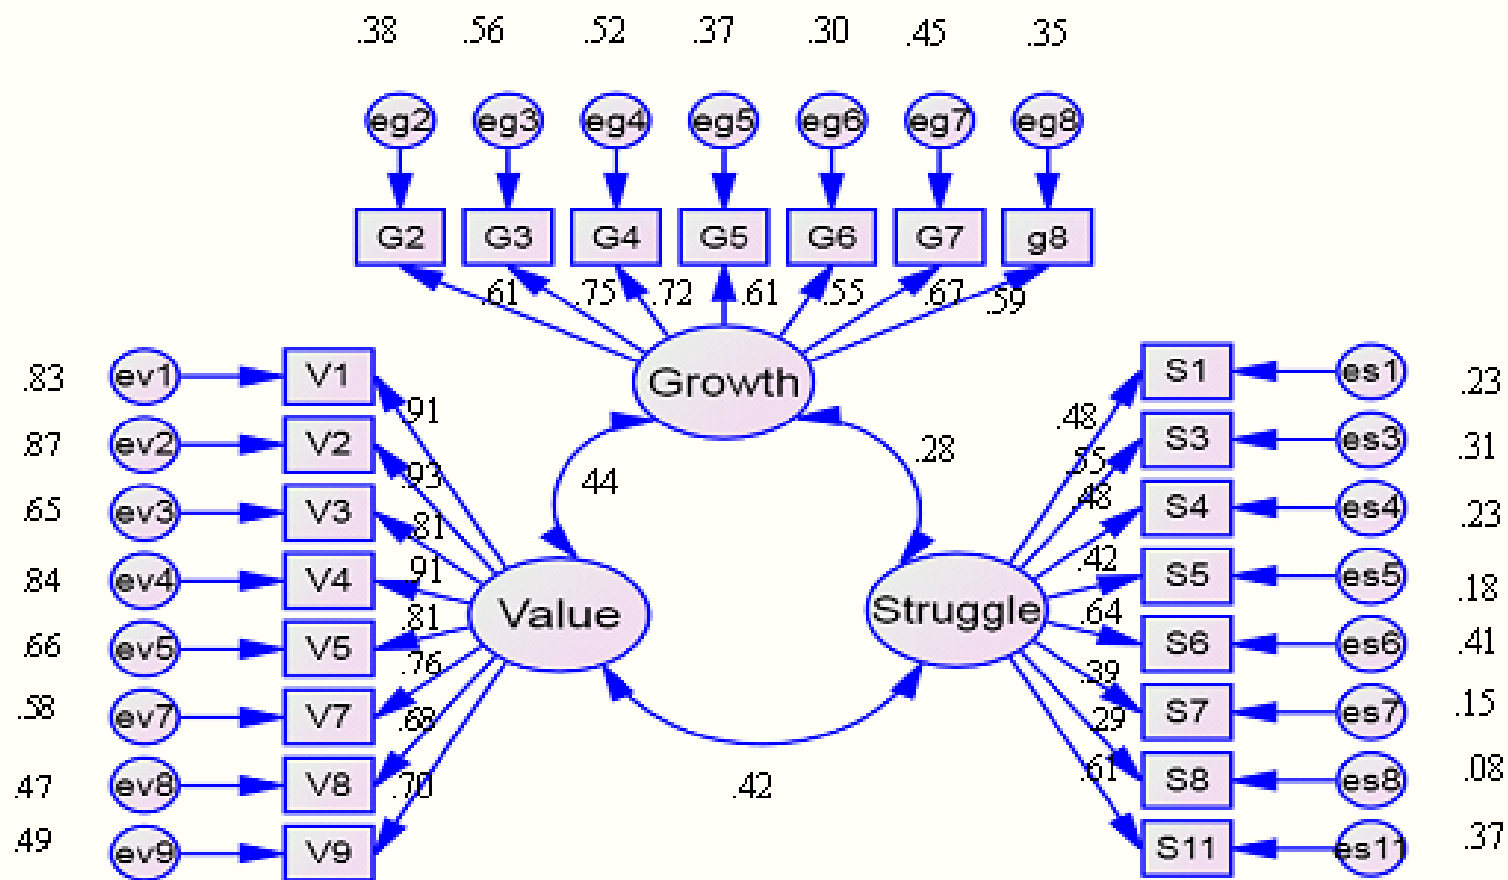 .38 .56 .52 .37 .30 .45 .35
eg2 eg3 eg4 eg5 eg6 eg7 eg8
G2 G3 G4 G5 G6 G7 g8
.61 .75 .72 .61 .55 .67 .59
Growth
.83 ev1 V1 .91
.87 ev2 V2 .93
.65 ev3 V3 .81
.84 ev4 V4 .91
.66 ev5 V5 .81
.58 ev7 V7 .76
.47 ev8 V8 .68
.49 ev9 V9 .70
.44
.28
Value
Struggle
.42
.48 S1 es1 .23
.55 S3 es3 .31
.48 S4 es4 .23
.42 S5 es5 .18
.64 S6 es6 .41
.39 S7 es7 .15
.29 S8 es8 .08
.61 S11 es11 .37